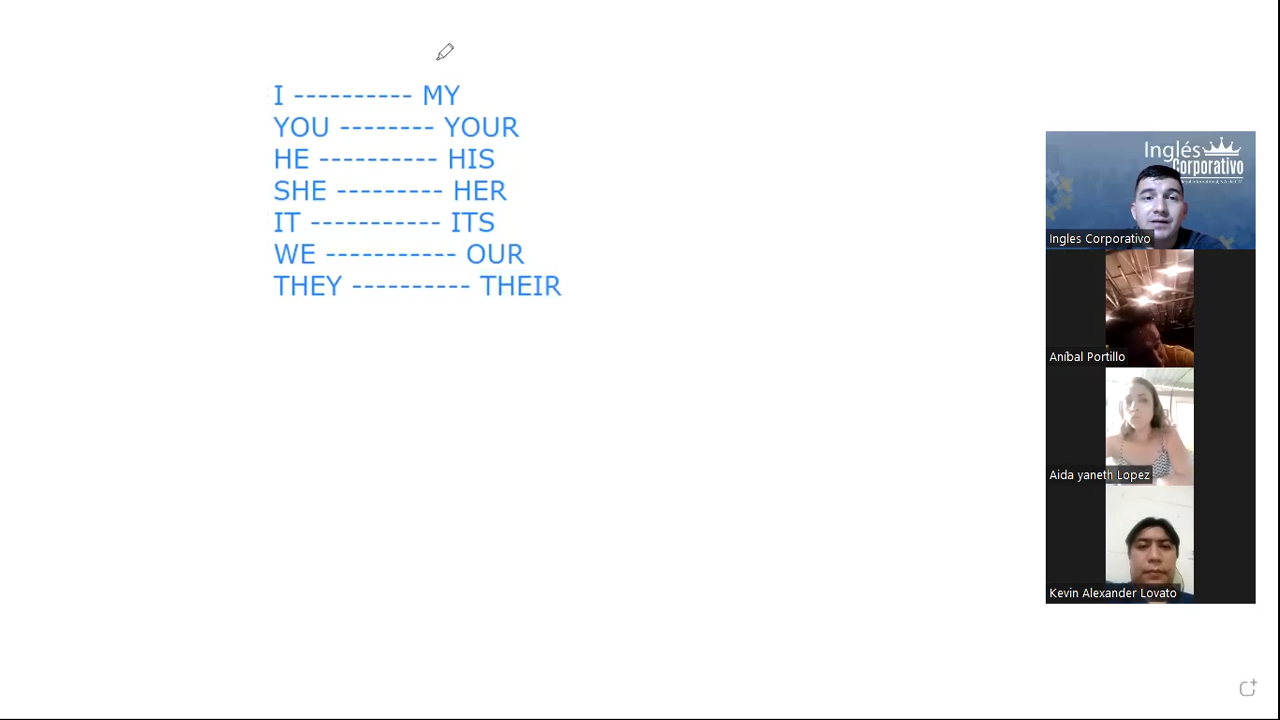 I ---------- MY
YOU -------- YOUR
HE ---------- HIS
SHE --------- HER
IT ----------- ITS
WE ----------- OUR
THEY ---------- THEIR
Inglés
Corporativo
Ingles Corporativo
Aníbal Portillo
Aida yaneth Lopez
Kevin Alexander Lovato